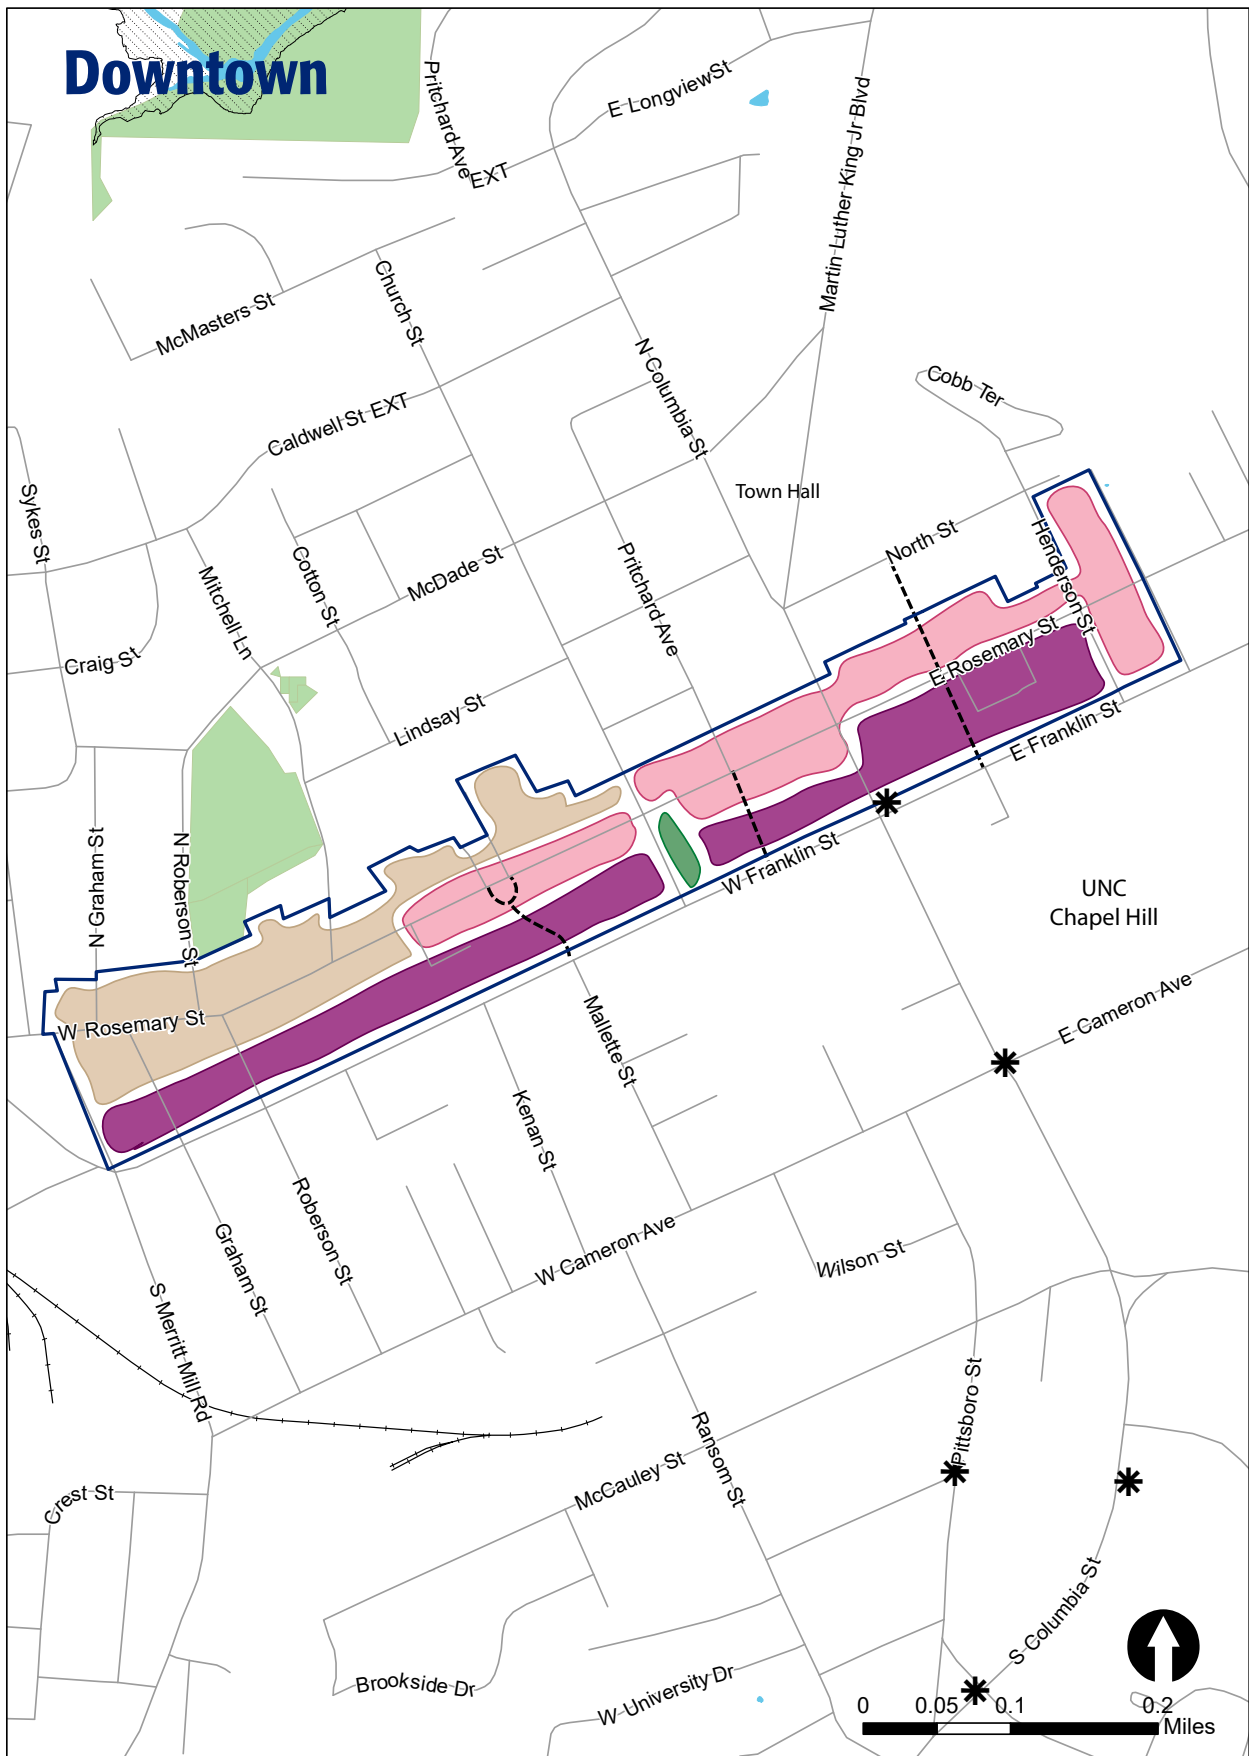 Downtown
Pritchard Ave
EXT
E LongviewSt
Martin Luther King Jr Blvd
Church St
McMasters St
N Columbia St
Cobb Ter
Caldwell St EXT
Sykes St
Town Hall
North St
Henderson St
Cotton St
McDade St
Pritchard Ave
Mitchell Ln
Craig St
E Rosemary St
Lindsay St
E Franklin St
N Graham St
N Roberson St
W Franklin St
UNC
Chapel Hill
W Rosemary St
E Cameron Ave
Mallette St
Kenan St
Roberson St
Graham St
W Cameron Ave
Wilson St
S Merritt Mill Rd
Pittsboro St
Ransom St
McCauley St
Crest St
S Columbia St
Brookside Dr
W University Dr
0 0.05 0.1 0.2
Miles